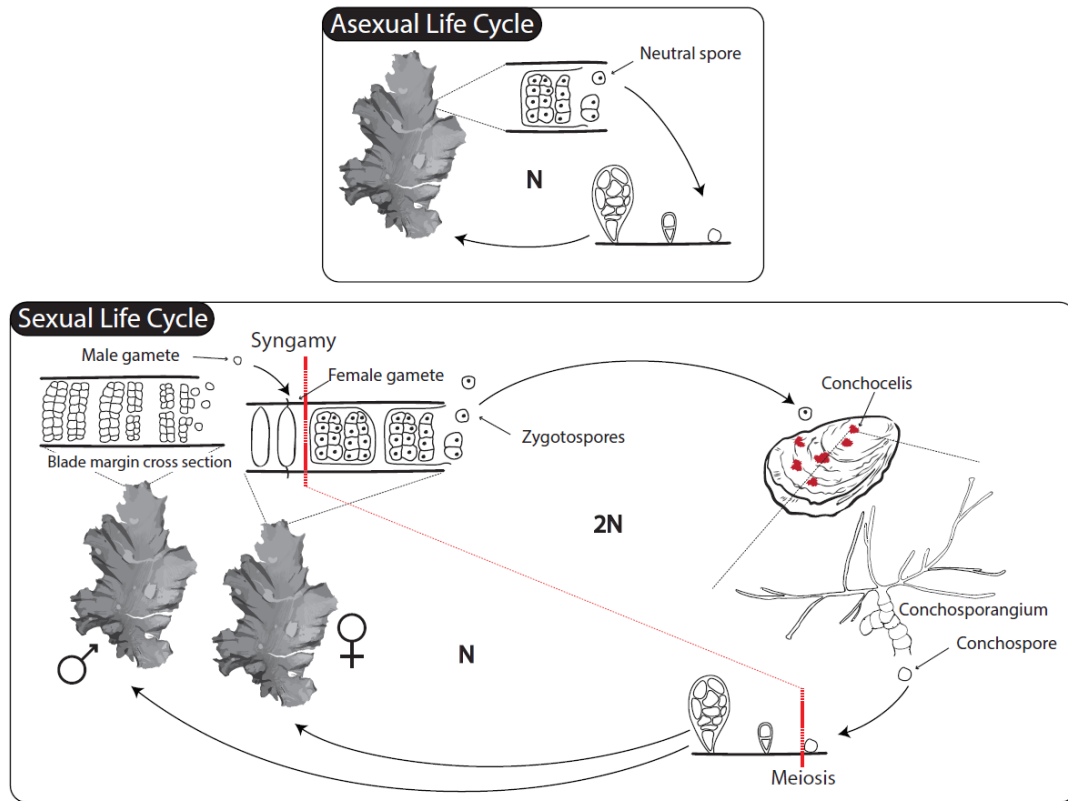 Asexual Life Cycle
Neutral spore
N
Sexual Life Cycle
Syngamy
Male gamete
Female gamete
Conchocelis
Zygotospores
Blade margin cross section
2N
Conchosporangium
N
Conchospore
♂
♀
Meiosis